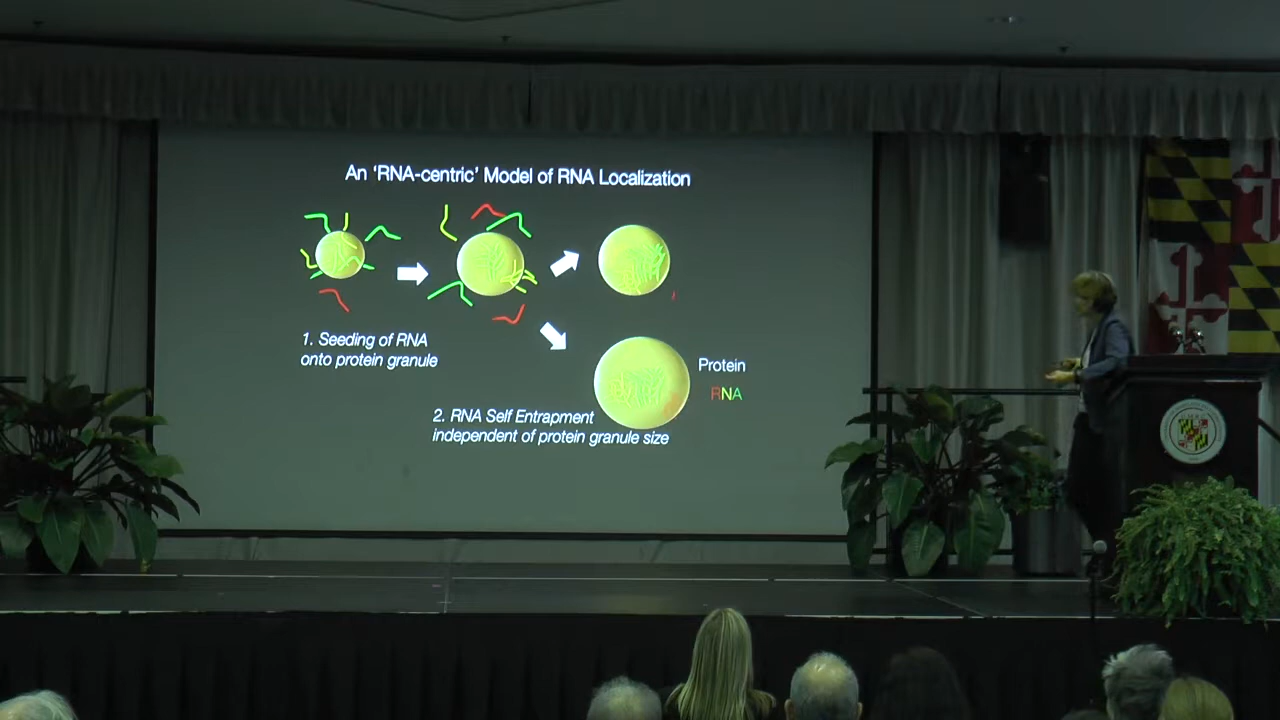 An ‘RNA-centric’ Model of RNA Localization
1. Seeding of RNA
onto protein granule
Protein
RNA
2. RNA Self Entrapment
independent of protein granule size